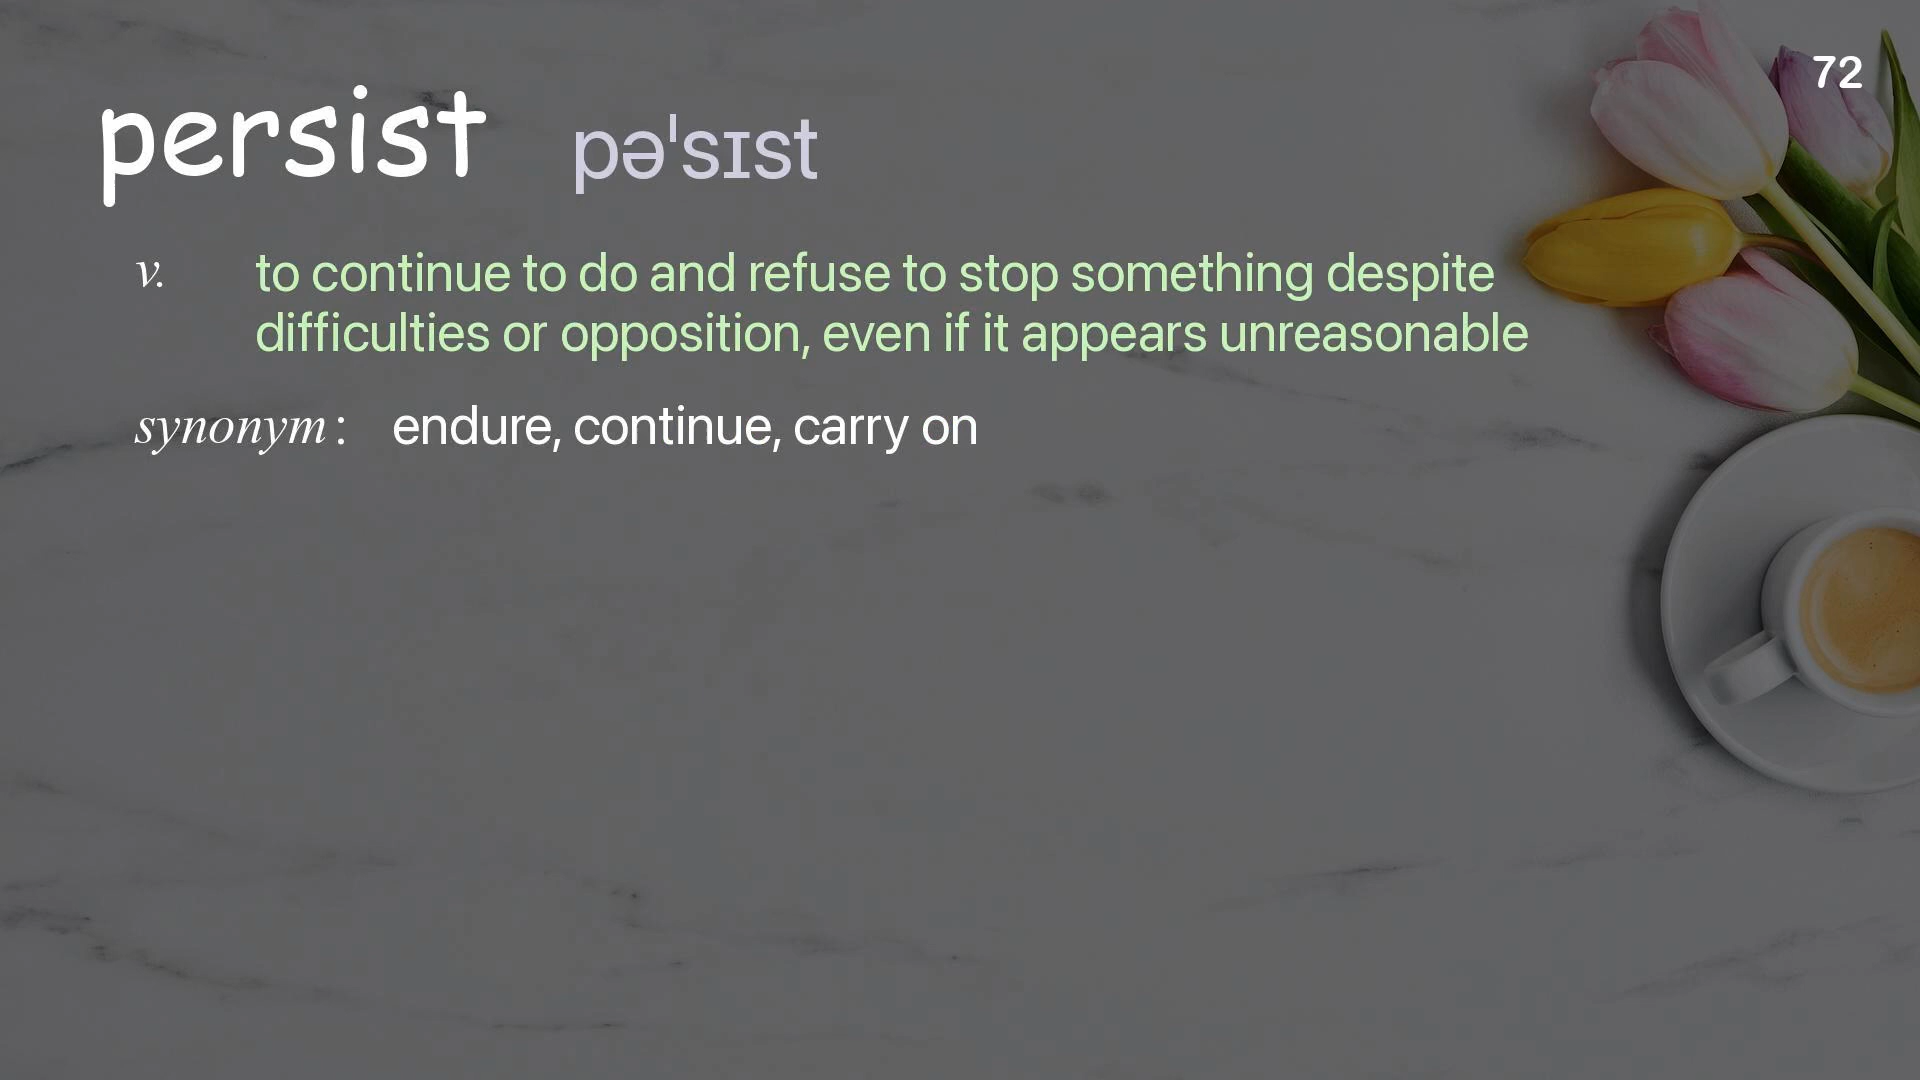 72
persist pəˈsɪst
v. to continue to do and refuse to stop something despite
difficulties or opposition, even if it appears unreasonable
synonym : endure, continue, carry on